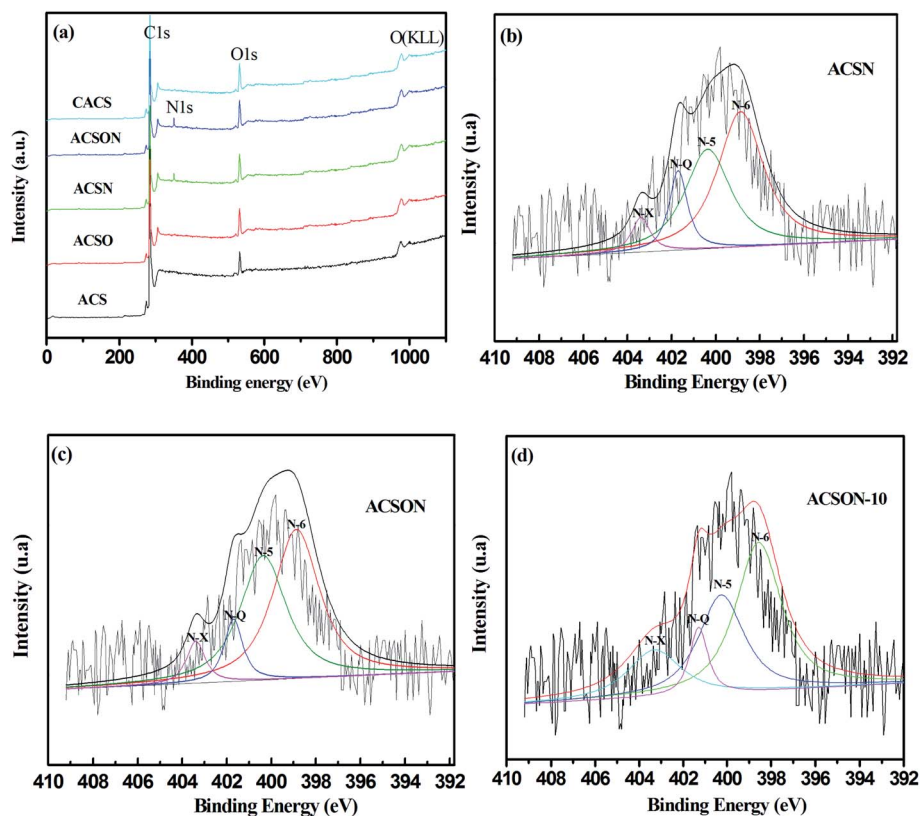 (a)
C1s
O(KLL)
O1s
N1s
CACS
ACSON
ACSN
ACSO
ACS
Intensity (a.u.)
0 200 400 600 800 1000
Binding energy (eV)
(b)
ACSN
N-6
N-5
N-Q
N-X
Intensity (u.a)
410 408 406 404 402 400 398 396 394 392
Binding Energy (eV)
(c)
ACSON
N-6
N-5
N-Q
N-X
Intensity (u.a)
410 408 406 404 402 400 398 396 394 392
Binding Energy (eV)
(d)
ACSON-10
N-6
N-5
N-Q
N-X
Intensity (u.a)
410 408 406 404 402 400 398 396 394 392
Binding Energy (eV)